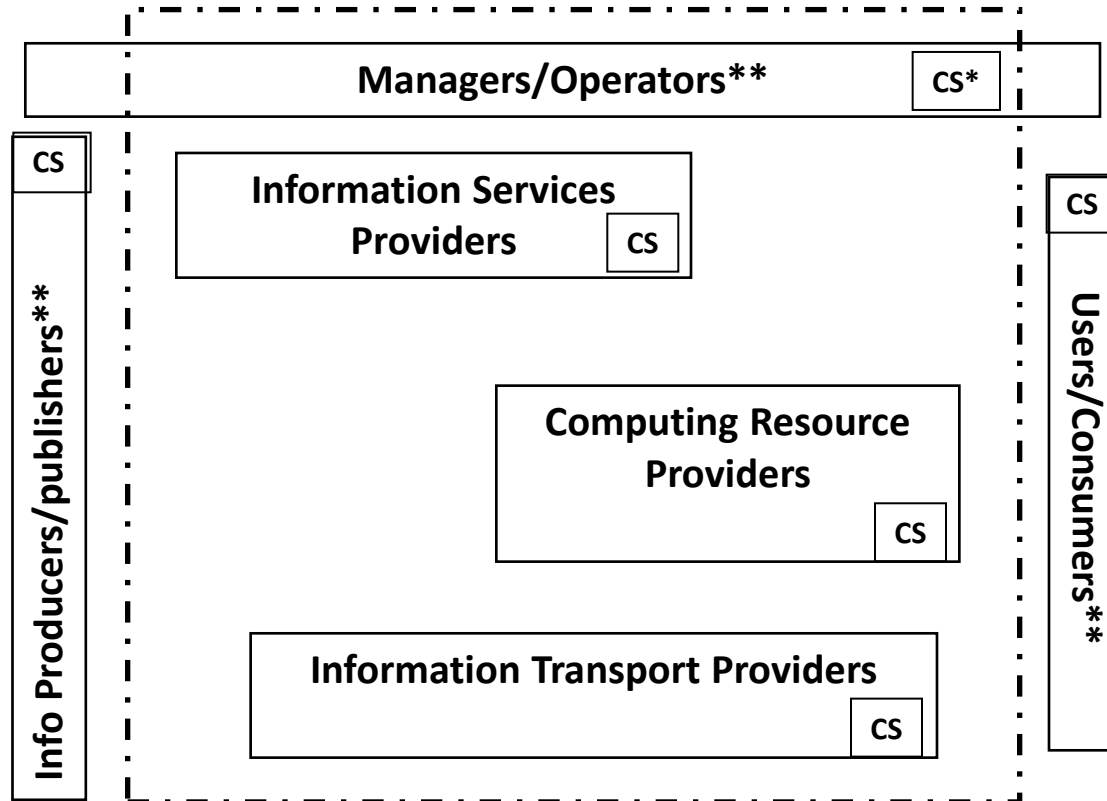 Managers/Operators**
CS*
CS
Info Producers/publishers**
Information Services
Providers
CS
Computing Resource
Providers
CS
Information Transport Providers
CS
CS
Users/Consumers**